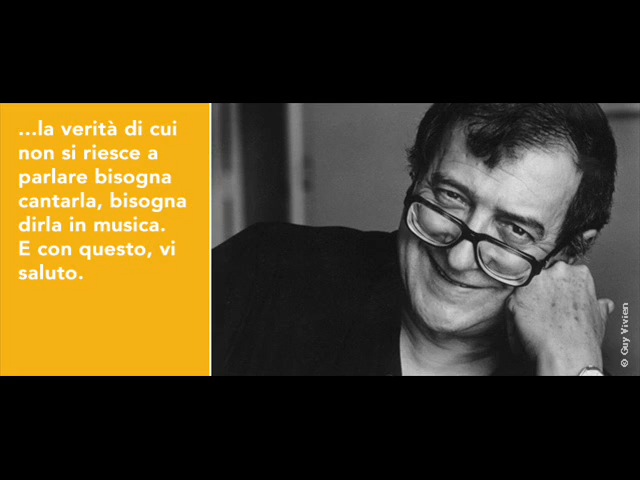 ...la verità di cui
non si riesce a
parlare bisogna
cantarla, bisogna
dirla in musica.
E con questo, vi
saluto.
© Guy Vivien